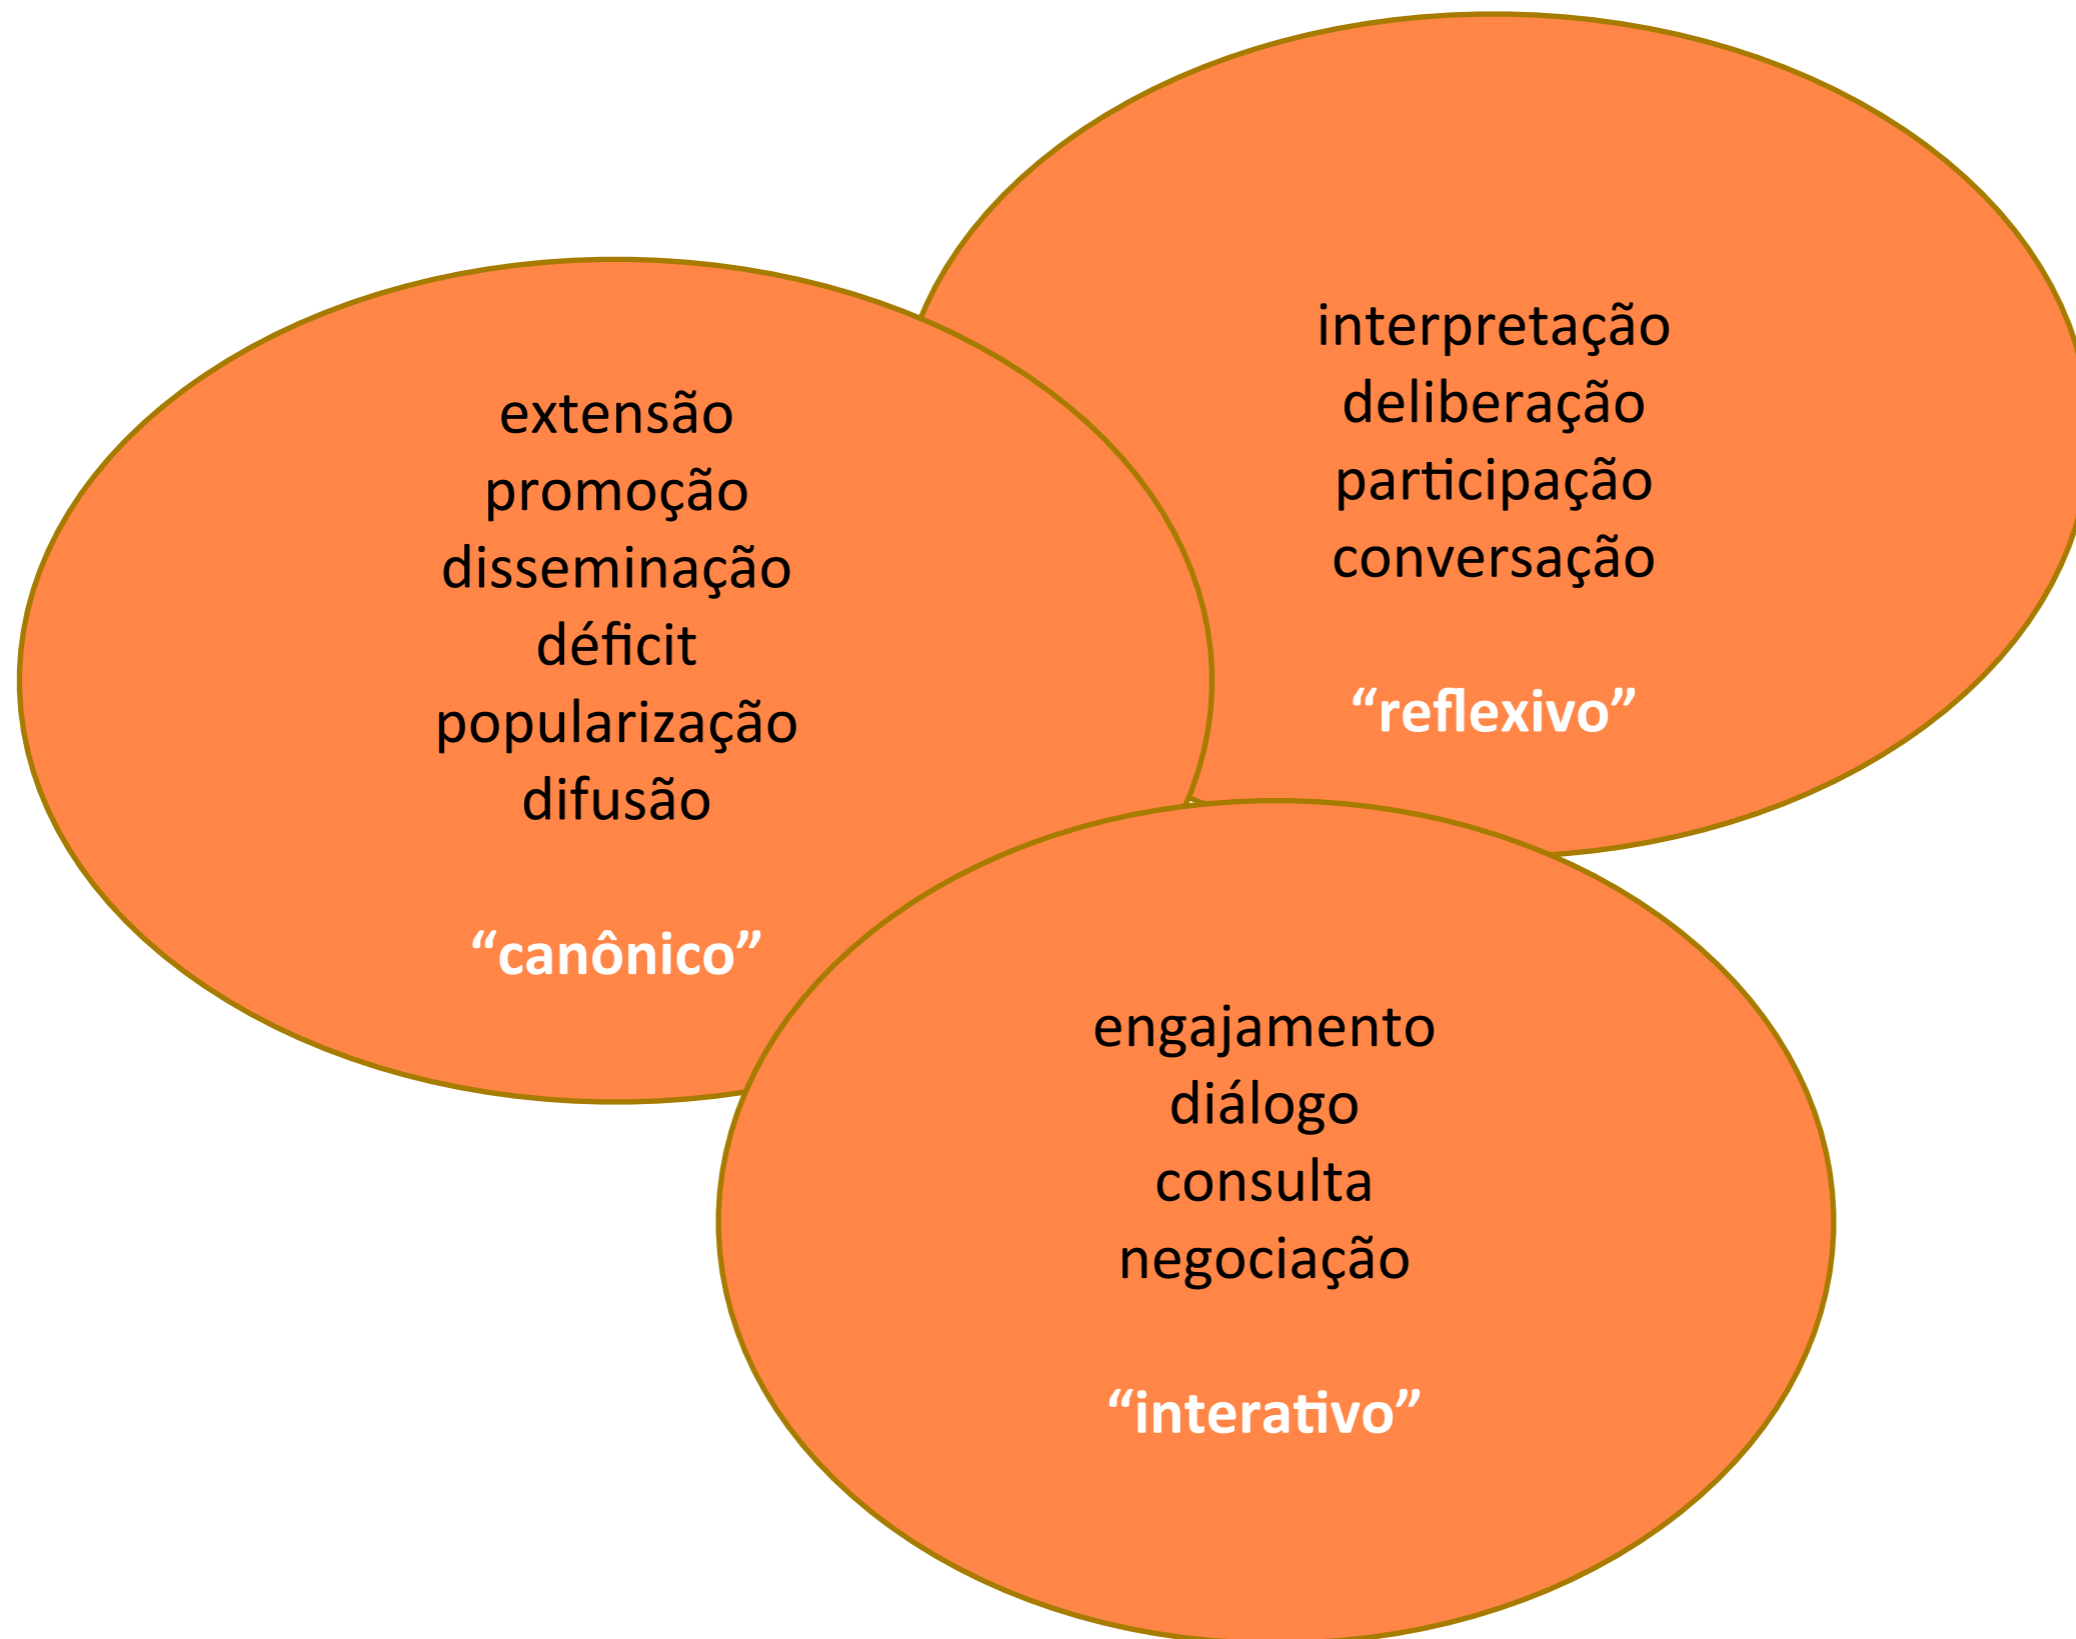 extensão
promoção
disseminação
déficit
popularização
difusão
“canônico”
interpretação
deliberação
participação
conversação
“reflexivo”
engajamento
diálogo
consulta
negociação
“interativo”